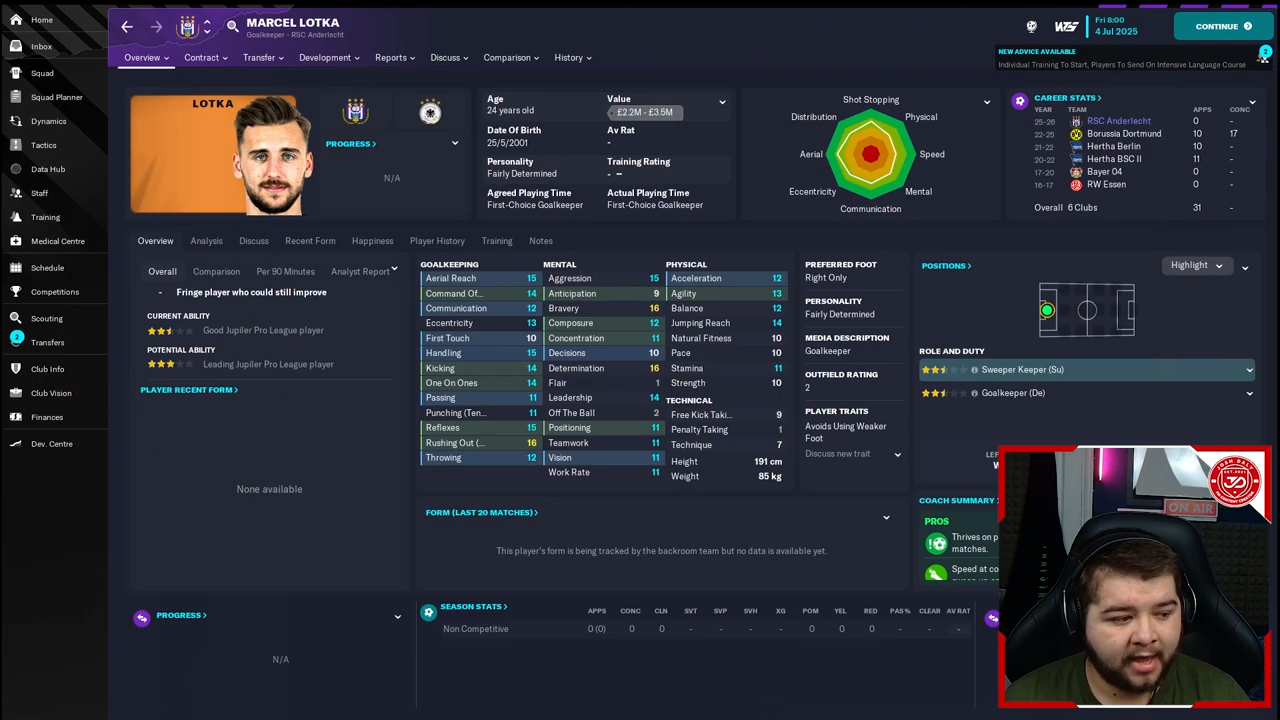 Home
Inbox
Squad
Squad Planner
Dynamics
Tactics
Data Hub
Staff
Training
Medical Centre
Schedule
Competitions
Scouting
2
Transfers
Club Info
Club Vision
Finances
Dev. Centre
MARCEL LOTKA
Goalkeeper - RSC Anderlecht
Fri 8:00
4 Jul 2025
CONTINUE
Overview
Contract
Transfer
Development
Reports
Discuss
Comparison
History
NEW ADVICE AVAILABLE
Individual Training To Start, Players To Send On Intensive Language Course
2
LOTKA
PROGRESS >
N/A
Age
24 years old
Value
£2.2M - £3.5M
Date Of Birth
25/5/2001
Av Rat
-
Personality
Fairly Determined
Training Rating
- –
Agreed Playing Time
First-Choice Goalkeeper
Actual Playing Time
First-Choice Goalkeeper
Shot Stopping
Distribution
Physical
Aerial
Speed
Eccentricity
Mental
Communication
CAREER STATS >
YEAR TEAM APPS CONC
25-26 RSC Anderlecht 0 -
22-25 Borussia Dortmund 10 17
21-22 Hertha Berlin 10 -
20-22 Hertha BSC II 11 -
17-20 Bayer 04 0 -
16-17 RW Essen 0 -
Overall 6 Clubs 31 -
Overview Analysis Discuss Recent Form Happiness Player History Training Notes
Overall Comparison Per 90 Minutes Analyst Report
- Fringe player who could still improve
CURRENT ABILITY
Good Jupiler Pro League player
POTENTIAL ABILITY
Leading Jupiler Pro League player
PLAYER RECENT FORM >
None available
GOALKEEPING
Aerial Reach 15
Command Of... 14
Communication 12
Eccentricity 13
First Touch 10
Handling 15
Kicking 14
One On Ones 14
Passing 11
Punching (Ten... 11
Reflexes 15
Rushing Out (... 16
Throwing 12
MENTAL
Aggression 15
Anticipation 9
Bravery 16
Composure 12
Concentration 11
Decisions 10
Determination 16
Flair 1
Leadership 14
Off The Ball 2
Positioning 11
Teamwork 11
Vision 11
Work Rate 11
PHYSICAL
Acceleration 12
Agility 13
Balance 12
Jumping Reach 14
Natural Fitness 10
Pace 10
Stamina 11
Strength 10
TECHNICAL
Free Kick Taki... 9
Penalty Taking 1
Technique 7
Height 191 cm
Weight 85 kg
PREFERRED FOOT
Right Only
PERSONALITY
Fairly Determined
MEDIA DESCRIPTION
Goalkeeper
OUTFIELD RATING
2
PLAYER TRAITS
Avoids Using Weaker
Foot
Discuss new trait
POSITIONS >
Highlight
ROLE AND DUTY
Sweeper Keeper (Su)
Goalkeeper (De)
COACH SUMMARY
PROS
Thrives on
matches.
Speed at
FORM (LAST 20 MATCHES) >
This player's form is being tracked by the backroom team but no data is available yet.
PROGRESS >
N/A
SEASON STATS >
APPS CONC CLN SVT SVP SVH XG POM YEL RED PAS % CLEAR AV RAT
Non Competitive 0 (0) 0 0 - - - - 0 0 0 - - -
JOSH DALY
JD
ON AIR